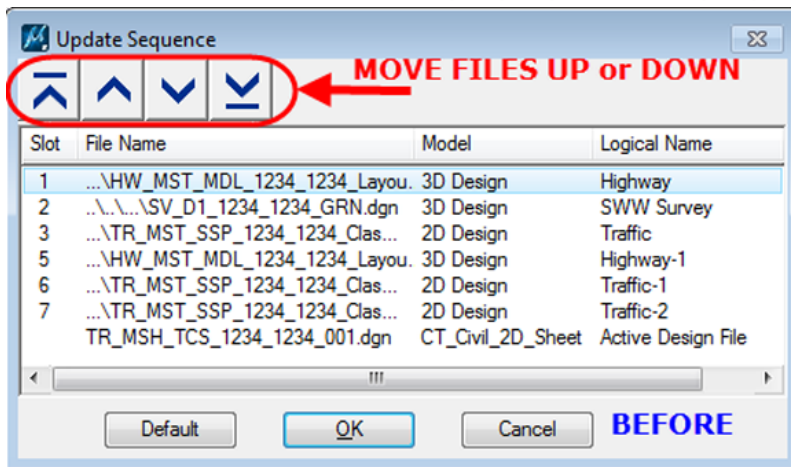 Update Sequence
MOVE FILES UP or DOWN
Slot File Name Model Logical Name
1 ...\HW_MST_MDL_1234_1234_Layou. 3D Design Highway
2 ..\..\...\SV_D1_1234_1234_GRN.dgn 3D Design SWW Survey
3 ...\TR_MST_SSP_1234_1234_Clas... 2D Design Traffic
5 ...\HW_MST_MDL_1234_1234_Layou. 3D Design Highway-1
6 ...\TR_MST_SSP_1234_1234_Clas... 2D Design Traffic-1
7 ...\TR_MST_SSP_1234_1234_Clas... 2D Design Traffic-2
TR_MSH_TCS_1234_1234_001.dgn CT_Civil_2D_Sheet Active Design File
Default OK Cancel BEFORE